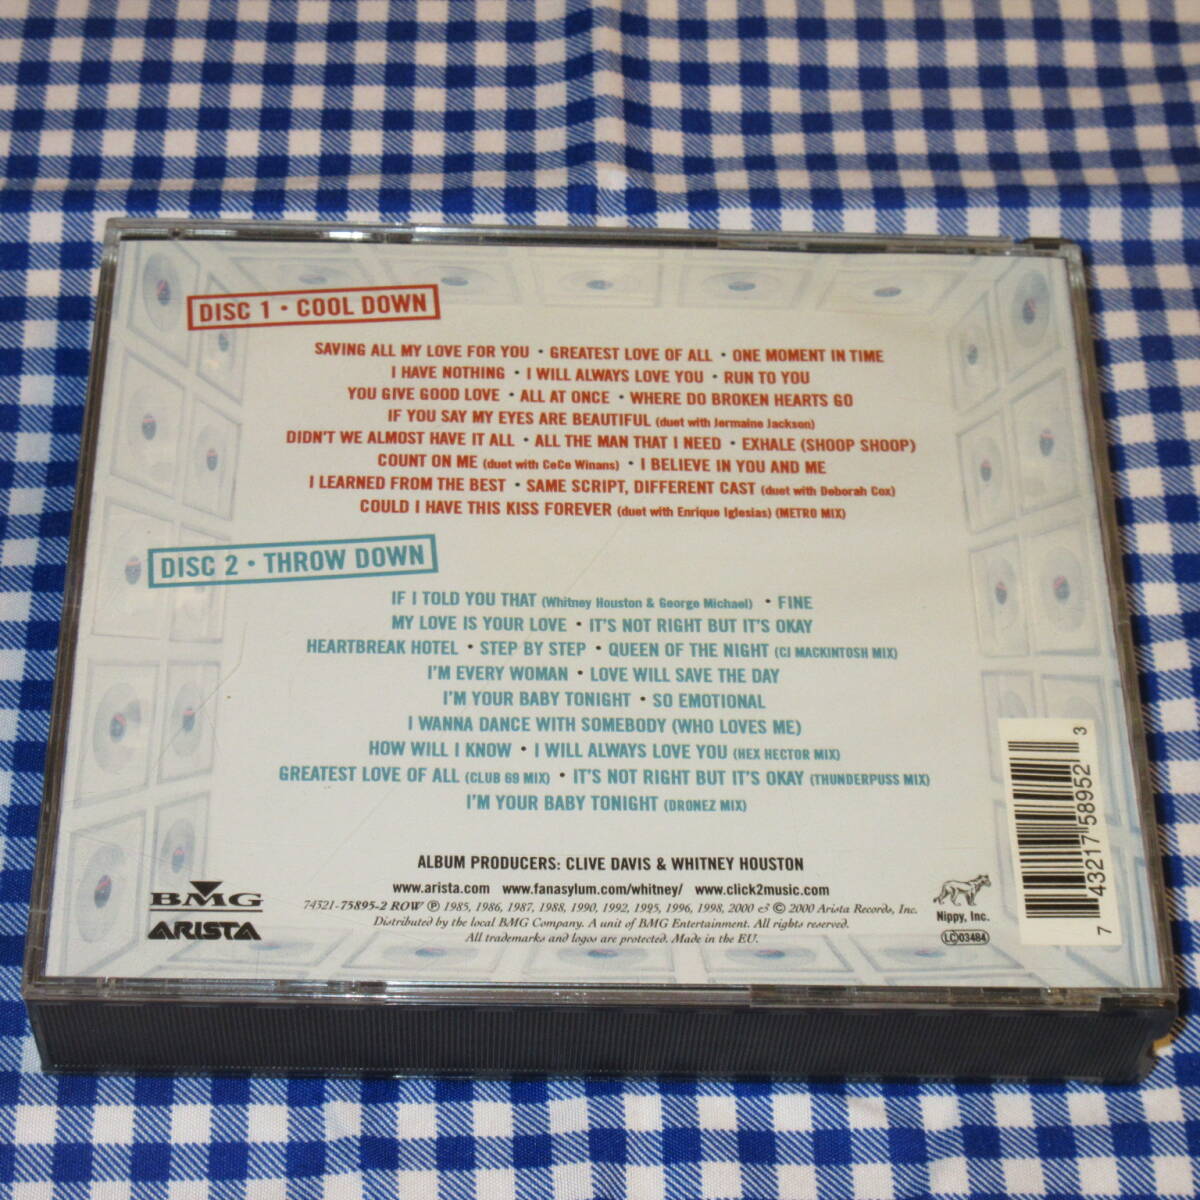 DISC 1 • COOL DOWN
SAVING ALL MY LOVE FOR YOU • GREATEST LOVE OF ALL • ONE MOMENT IN TIME
I HAVE NOTHING • I WILL ALWAYS LOVE YOU • RUN TO YOU
YOU GIVE GOOD LOVE • ALL AT ONCE • WHERE DO BROKEN HEARTS GO
IF YOU SAY MY EYES ARE BEAUTIFUL (duet with Jermaine Jackson)
DIDN'T WE ALMOST HAVE IT ALL • ALL THE MAN THAT I NEED • EXHALE (SHOOP SHOOP)
COUNT ON ME (duet with CeCe Winans) • I BELIEVE IN YOU AND ME
I LEARNED FROM THE BEST • SAME SCRIPT, DIFFERENT CAST (duet with Deborah Cox)
COULD I HAVE THIS KISS FOREVER (duet with Enrique Iglesias) (METRO MIX)
DISC 2 • THROW DOWN
IF I TOLD YOU THAT (Whitney Houston & George Michael) • FINE
MY LOVE IS YOUR LOVE • IT'S NOT RIGHT BUT IT'S OKAY
HEARTBREAK HOTEL • STEP BY STEP • QUEEN OF THE NIGHT (CJ MACKINTOSH MIX)
I'M EVERY WOMAN • LOVE WILL SAVE THE DAY
I'M YOUR BABY TONIGHT • SO EMOTIONAL
I WANNA DANCE WITH SOMEBODY (WHO LOVES ME)
HOW WILL I KNOW • I WILL ALWAYS LOVE YOU (HEX HECTOR MIX)
GREATEST LOVE OF ALL (CLUB 69 MIX) • IT'S NOT RIGHT BUT IT'S OKAY (THUNDERPUSS MIX)
I'M YOUR BABY TONIGHT (DRONEZ MIX)
ALBUM PRODUCERS: CLIVE DAVIS & WHITNEY HOUSTON
www.arista.com www.fanasylum.com/whitney/ www.click2music.com
74321-75895-2 ROW ℗ 1985, 1986, 1987, 1988, 1990, 1992, 1995, 1996, 1998, 2000 & © 2000 Arista Records, Inc.
Distributed by the local BMG Company. A unit of BMG Entertainment. All rights reserved.
All trademarks and logos are protected. Made in the EU.
BMG
ARISTA
Nippy, Inc.
LC 03484
7 43217 58952 3